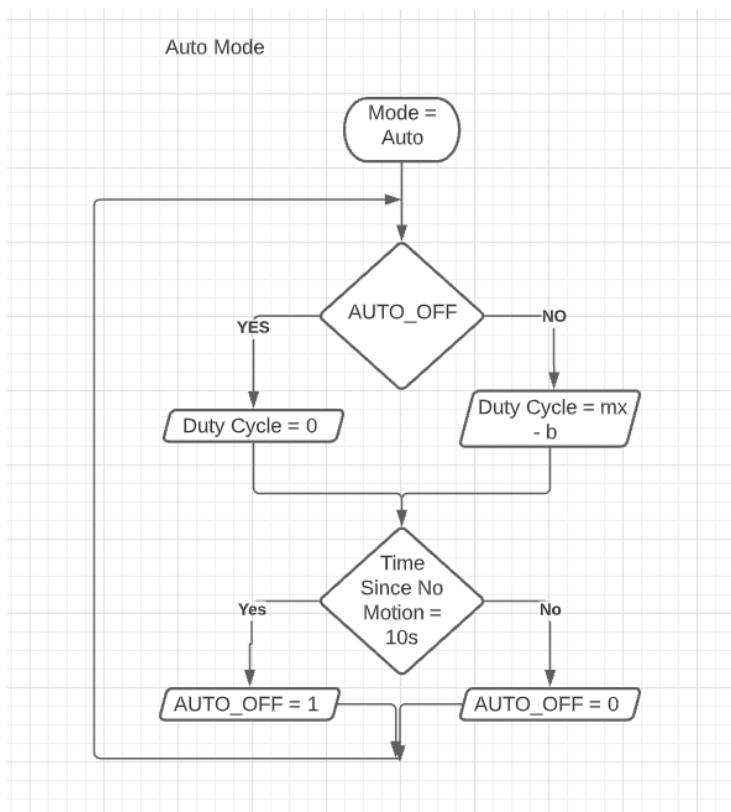 Auto Mode
Mode =
Auto
AUTO_OFF
YES
NO
Duty Cycle = 0
Duty Cycle = mx
- b
Time
Since No
Motion =
10s
Yes
No
AUTO_OFF = 1
AUTO_OFF = 0